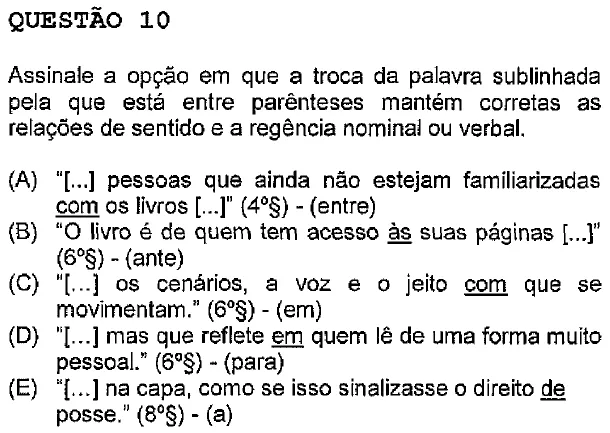 QUESTÃO 10
Assinale a opção em que a troca da palavra sublinhada
pela que está entre parênteses mantém corretas as
relações de sentido e a regência nominal ou verbal.
(A) "[...] pessoas que ainda não estejam familiarizadas
com os livros [...]" (4º§) - (entre)
(B) "O livro é de quem tem acesso às suas páginas [...]"
(6º§) - (ante)
(C) "[...] os cenários, a voz e o jeito com que se
movimentam." (6º§) - (em)
(D) "[...] mas que reflete em quem lê de uma forma muito
pessoal." (6º§) - (para)
(E) "[...] na capa, como se isso sinalizasse o direito de
posse." (8º§) - (a)